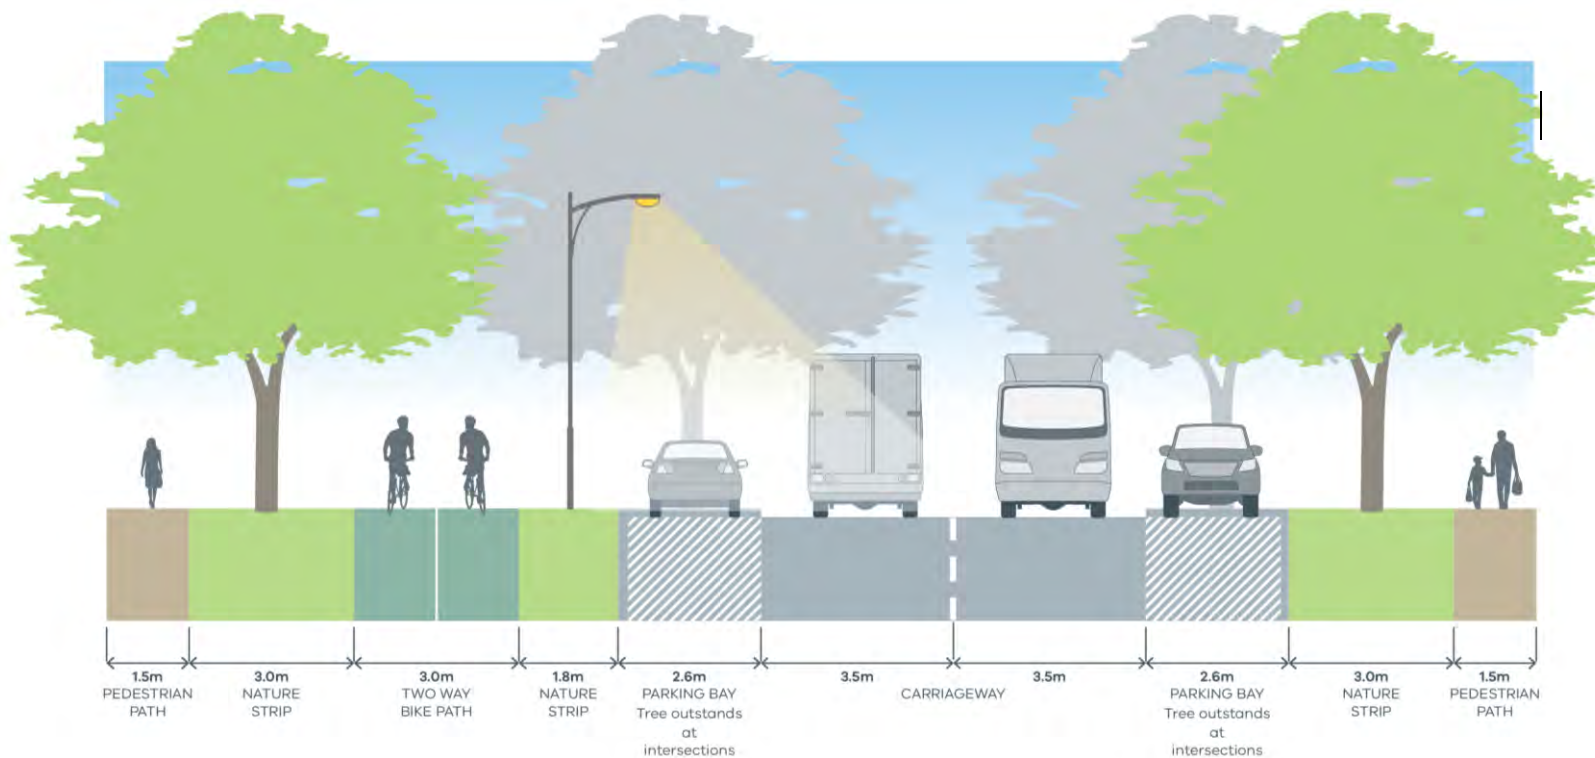 1.5m
PEDESTRIAN
PATH
3.0m
NATURE
STRIP
3.0m
TWO WAY
BIKE PATH
1.8m
NATURE
STRIP
2.6m
PARKING BAY
Tree outstands
at
intersections
3.5m
CARRIAGEWAY
3.5m
2.6m
PARKING BAY
Tree outstands
at
intersections
3.0m
NATURE
STRIP
1.5m
PEDESTRIAN
PATH